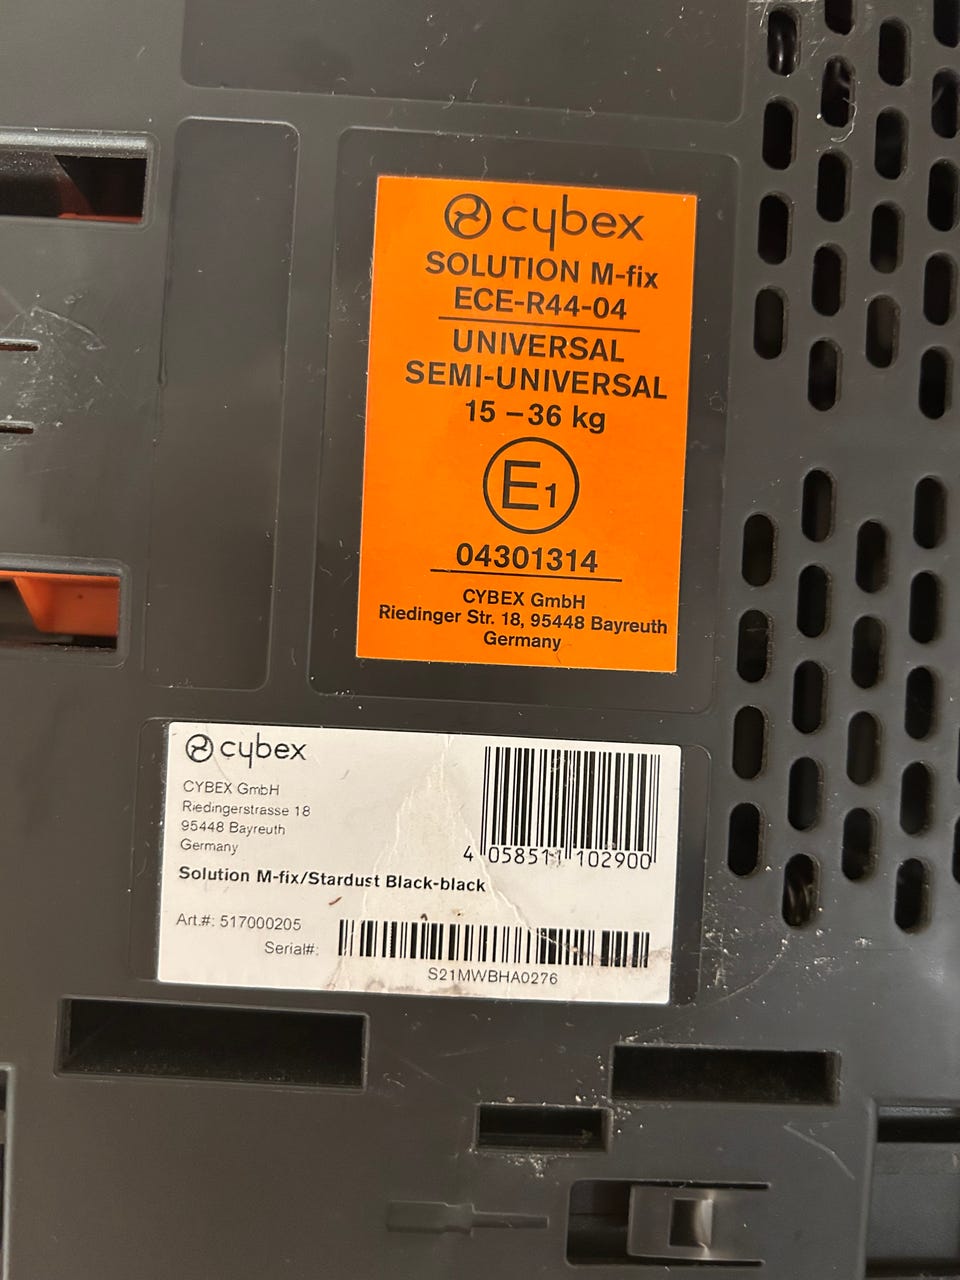 cybex
SOLUTION M-fix
ECE-R44-04
UNIVERSAL
SEMI-UNIVERSAL
15 – 36 kg
E1
04301314
CYBEX GmbH
Riedinger Str. 18, 95448 Bayreuth
Germany
cybex
CYBEX GmbH
Riedingerstrasse 18
95448 Bayreuth
Germany
4 058511 102900
Solution M-fix/Stardust Black-black
Art.#: 517000205
Serial#:
S21MWBHA0276